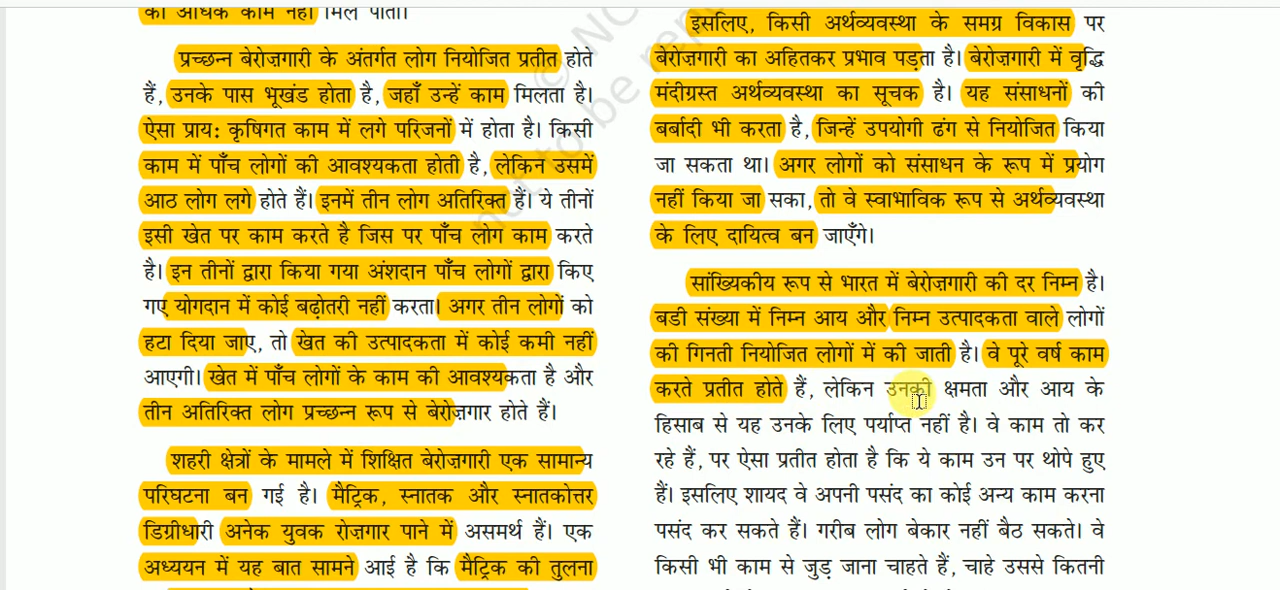 को अधिक काम नहीं मिल पाता।
प्रच्छन्न बेरोज़गारी के अंतर्गत लोग नियोजित प्रतीत होते
हैं, उनके पास भूखंड होता है, जहाँ उन्हें काम मिलता है।
ऐसा प्राय: कृषिगत काम में लगे परिजनों में होता है। किसी
काम में पाँच लोगों की आवश्यकता होती है, लेकिन उसमें
आठ लोग लगे होते हैं। इनमें तीन लोग अतिरिक्त हैं। ये तीनों
इसी खेत पर काम करते है जिस पर पाँच लोग काम करते
है। इन तीनों द्वारा किया गया अंशदान पाँच लोगों द्वारा किए
गए योगदान में कोई बढ़ोतरी नहीं करता। अगर तीन लोगों को
हटा दिया जाए, तो खेत की उत्पादकता में कोई कमी नहीं
आएगी। खेत में पाँच लोगों के काम की आवश्यकता है और
तीन अतिरिक्त लोग प्रच्छन्न रूप से बेरोज़गार होते हैं।
शहरी क्षेत्रों के मामले में शिक्षित बेरोज़गारी एक सामान्य
परिघटना बन गई है। मैट्रिक, स्नातक और स्नातकोत्तर
डिग्रीधारी अनेक युवक रोज़गार पाने में असमर्थ हैं। एक
अध्ययन में यह बात सामने आई है कि मैट्रिक की तुलना
इसलिए, किसी अर्थव्यवस्था के समग्र विकास पर
बेरोज़गारी का अहितकर प्रभाव पड़ता है। बेरोज़गारी में वृद्धि
मंदीग्रस्त अर्थव्यवस्था का सूचक है। यह संसाधनों की
बर्बादी भी करता है, जिन्हें उपयोगी ढंग से नियोजित किया
जा सकता था। अगर लोगों को संसाधन के रूप में प्रयोग
नहीं किया जा सका, तो वे स्वाभाविक रूप से अर्थव्यवस्था
के लिए दायित्व बन जाएँगे।
सांख्यिकीय रूप से भारत में बेरोज़गारी की दर निम्न है।
बडी संख्या में निम्न आय और निम्न उत्पादकता वाले लोगों
की गिनती नियोजित लोगों में की जाती है। वे पूरे वर्ष काम
करते प्रतीत होते हैं, लेकिन उनकी क्षमता और आय के
हिसाब से यह उनके लिए पर्याप्त नहीं है। वे काम तो कर
रहे हैं, पर ऐसा प्रतीत होता है कि ये काम उन पर थोपे हुए
हैं। इसलिए शायद वे अपनी पसंद का कोई अन्य काम करना
पसंद कर सकते हैं। गरीब लोग बेकार नहीं बैठ सकते। वे
किसी भी काम से जुड़ जाना चाहते हैं, चाहे उससे कितनी